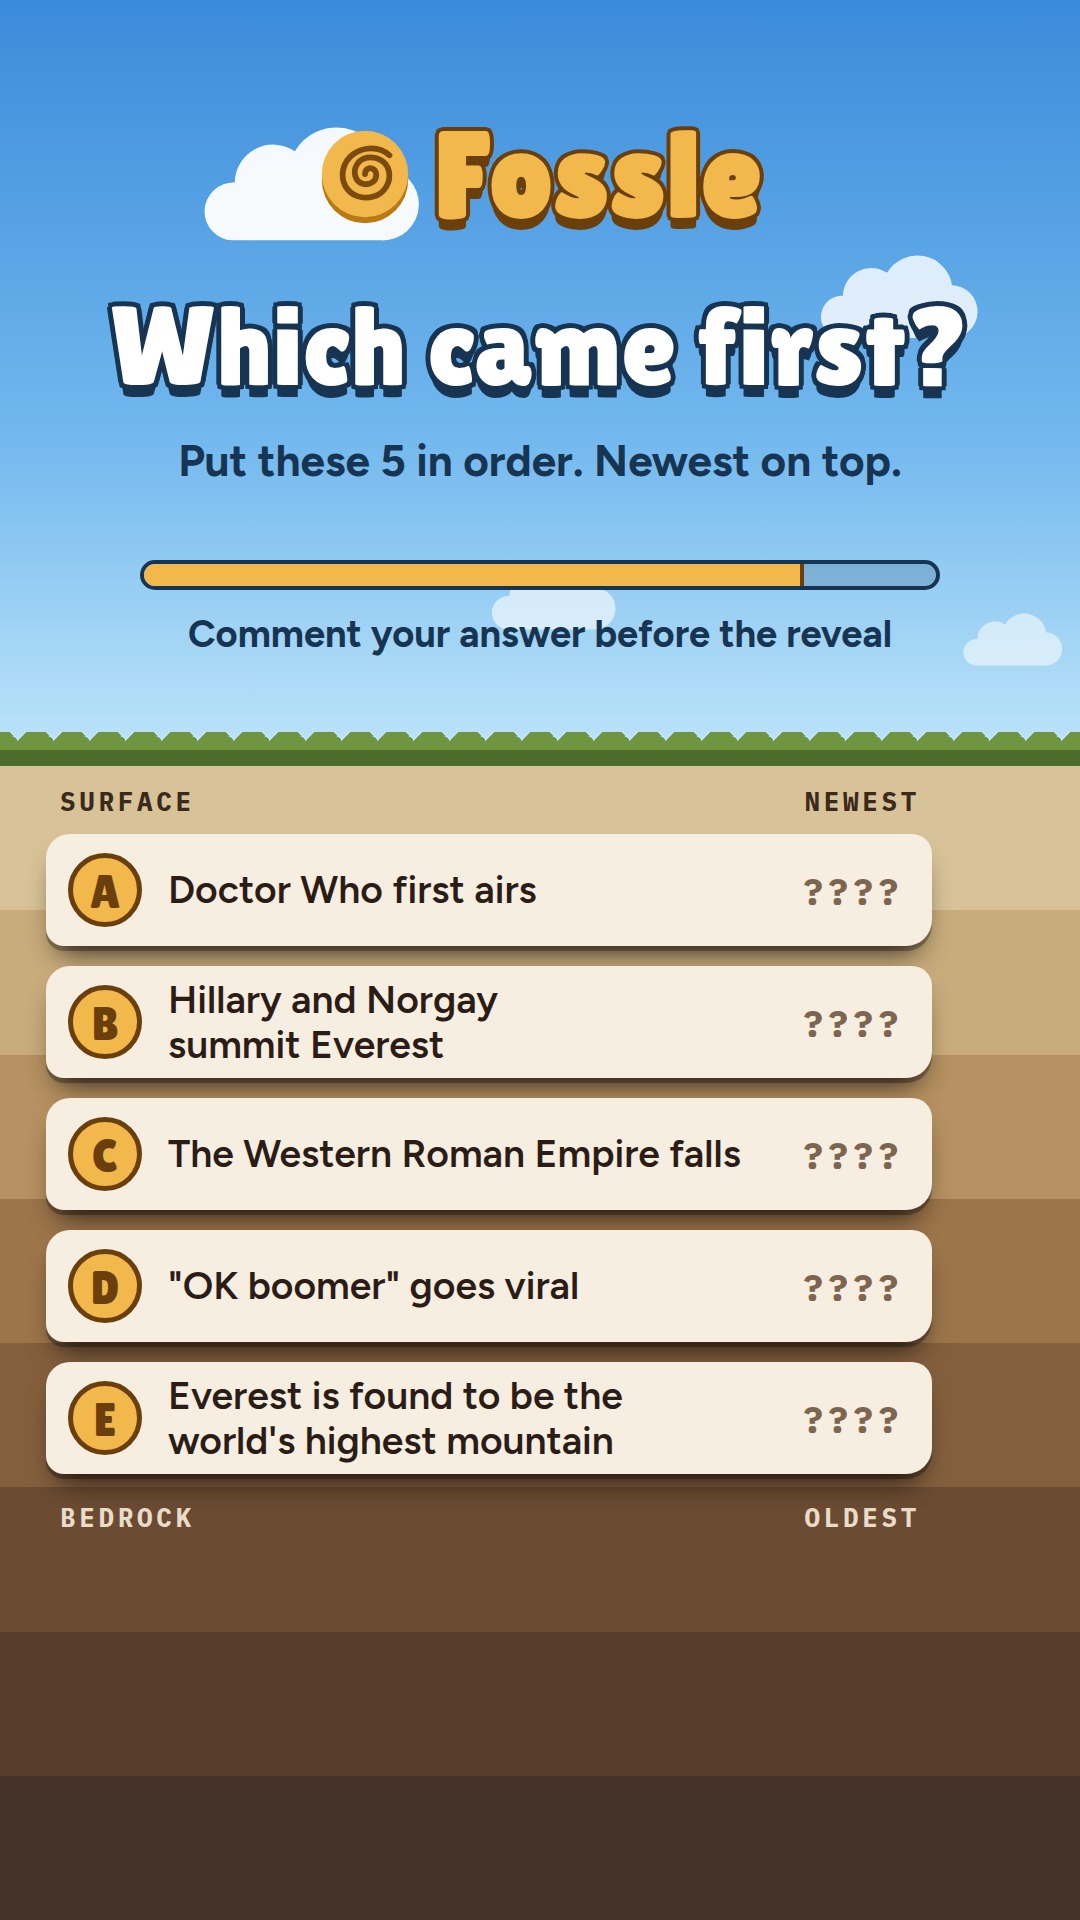 Fossle
Which came first?
Put these 5 in order. Newest on top.
Comment your answer before the reveal
SURFACE NEWEST
A Doctor Who first airs ????
B Hillary and Norgay
summit Everest ????
C The Western Roman Empire falls ????
D "OK boomer" goes viral ????
E Everest is found to be the
world's highest mountain ????
BEDROCK OLDEST